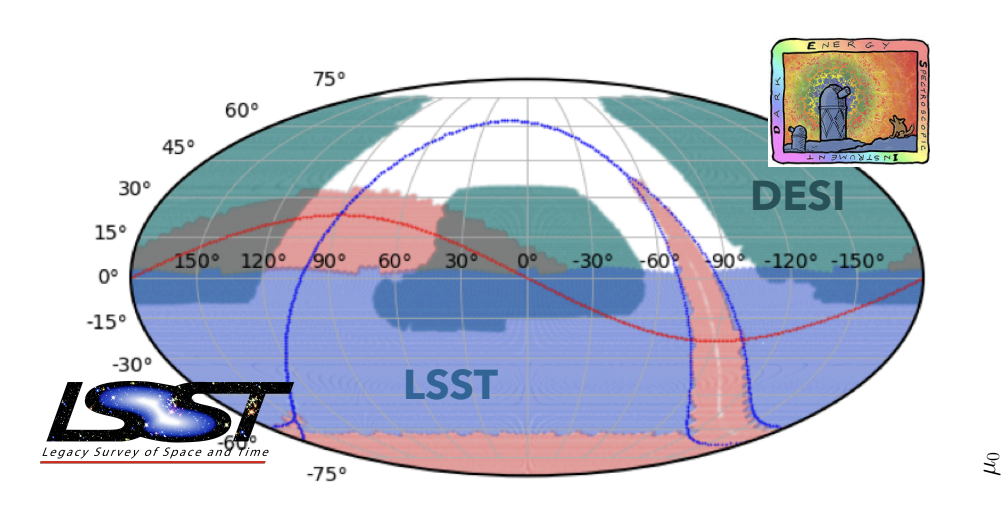 ENERGY
SPECTROSCOPIC
INSTRUMENT
DARK
75°
60°
45°
30°
15°
0°
-15°
-30°
-60°
-75°
150° 120° 90° 60° 30° 0° -30° -60° -90° -120° -150°
DESI
LSST
LSST
Legacy Survey of Space and Time
μ0